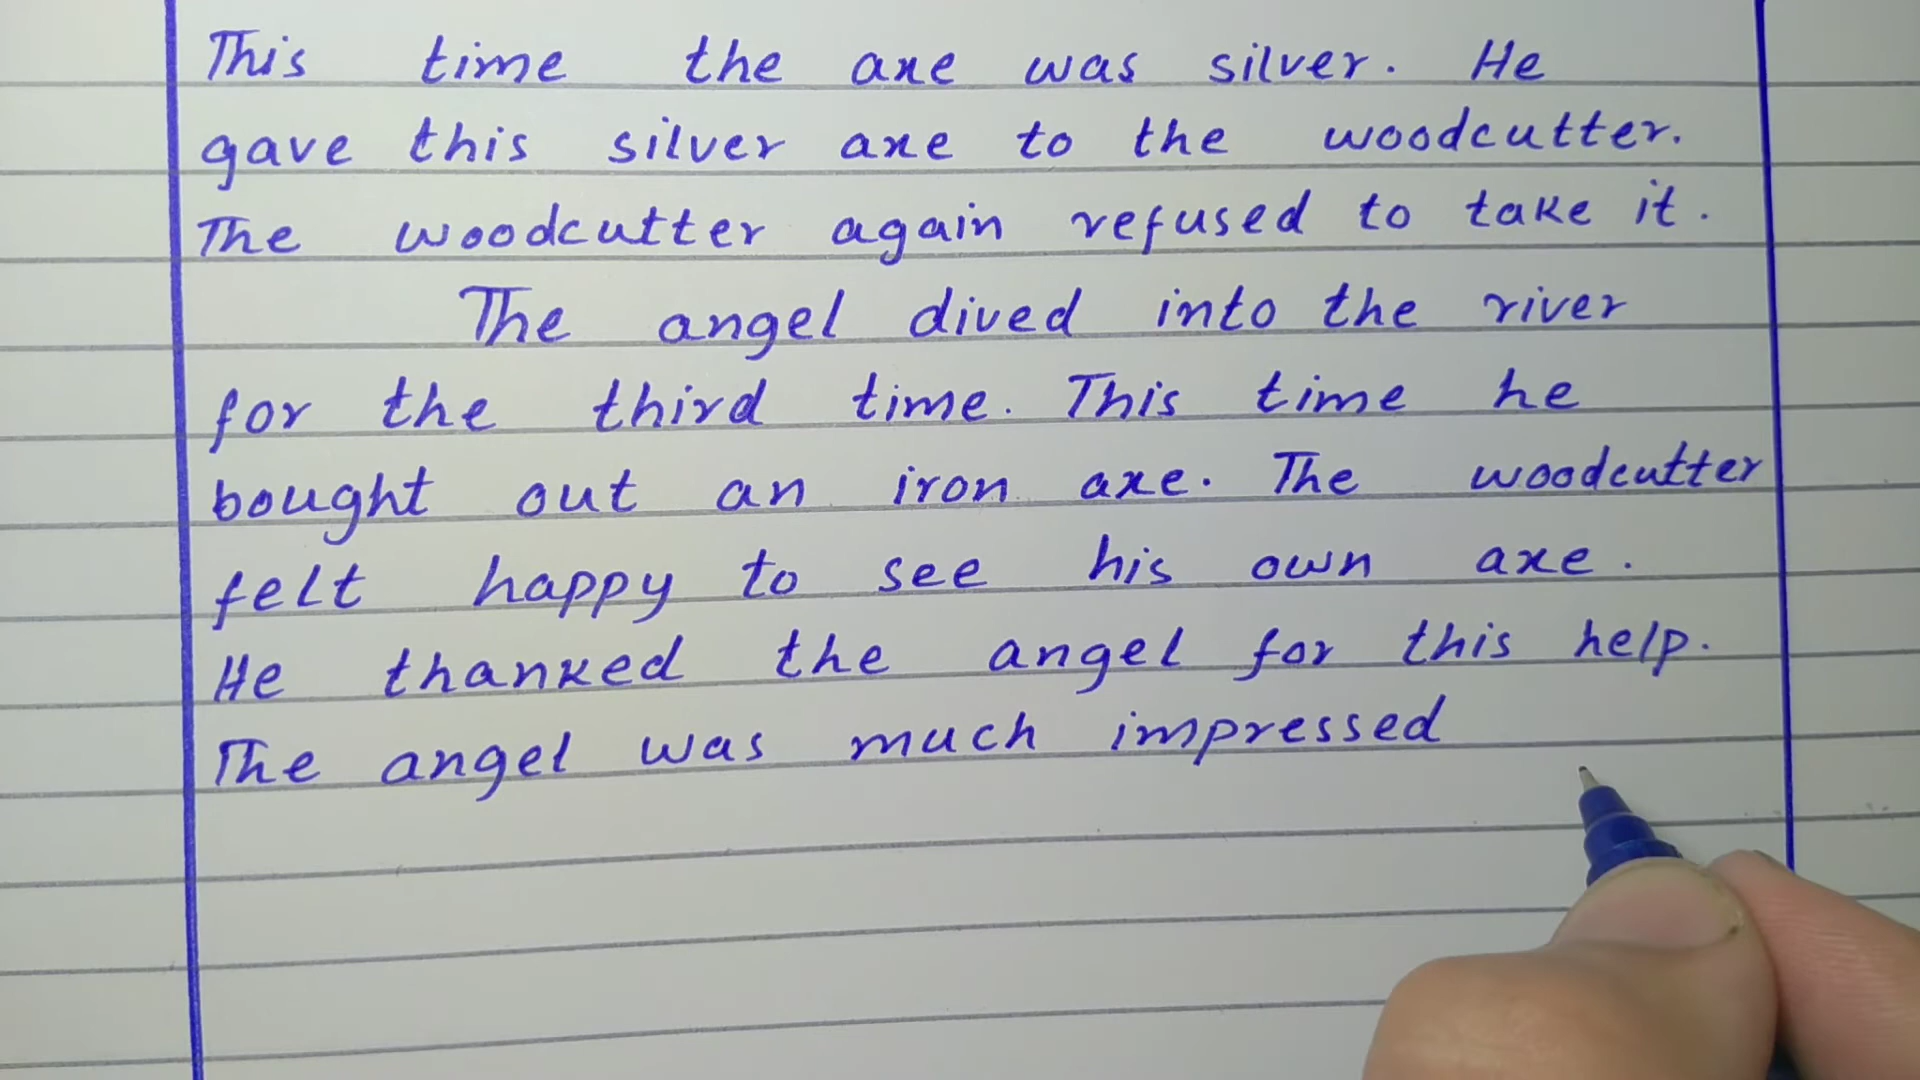 This time the axe was silver. He
gave this silver axe to the woodcutter.
The woodcutter again refused to take it.
The angel dived into the river
for the third time. This time he
bought out an iron axe. The woodcutter
felt happy to see his own axe.
He thanked the angel for this help.
The angel was much impressed